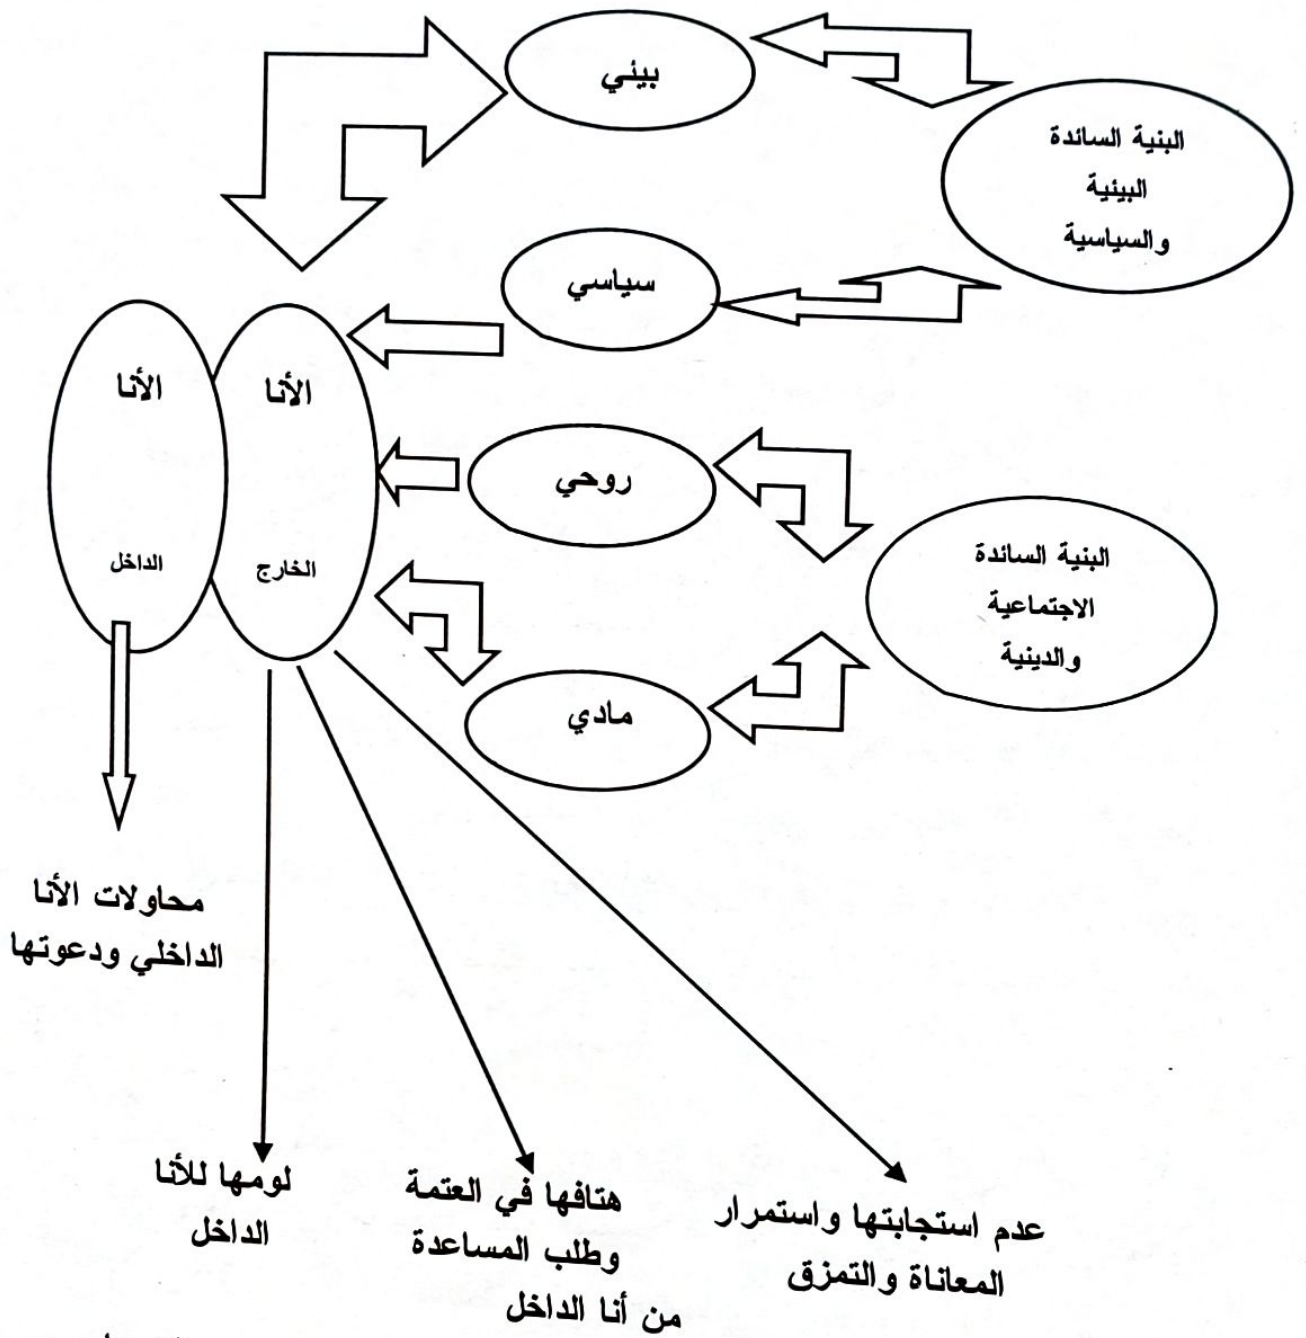 بيئي
البنية السائدة
البيئية
والسياسية
سياسي
الأنا
الخارج
الأنا
الداخل
روحي
البنية السائدة
الاجتماعية
والدينية
مادي
محاولات الأنا
الداخلي ودعوتها
لومها للأنا
الداخل
هتافها في العتمة
وطلب المساعدة
من أنا الداخل
عدم استجابتها واستمرار
المعاناة والتمزق